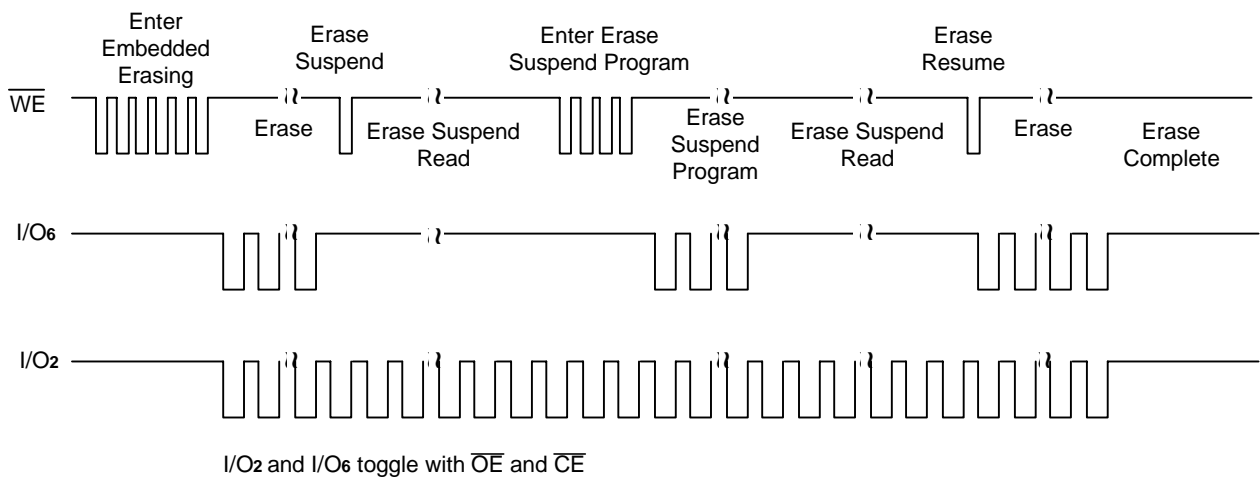 Enter
Embedded
Erasing
Erase
Suspend
Enter Erase
Suspend Program
Erase
Resume
WE
Erase
Erase Suspend
Read
Erase
Suspend
Program
Erase Suspend
Read
Erase
Erase
Complete
I/O6
I/O2
I/O2 and I/O6 toggle with OE and CE